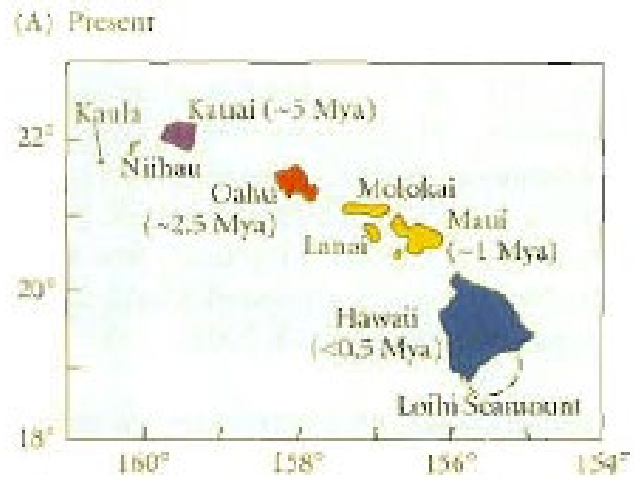 (A) Present
Kaula
Kauai (~5 Mya)
22°
Niihau
Oahu
(~2.5 Mya)
Molokai
Maui
(~1 Mya)
Lanai
20°
Hawaii
(<0.5 Mya)
Loihi Seamount
18°
160°
158°
156°
154°